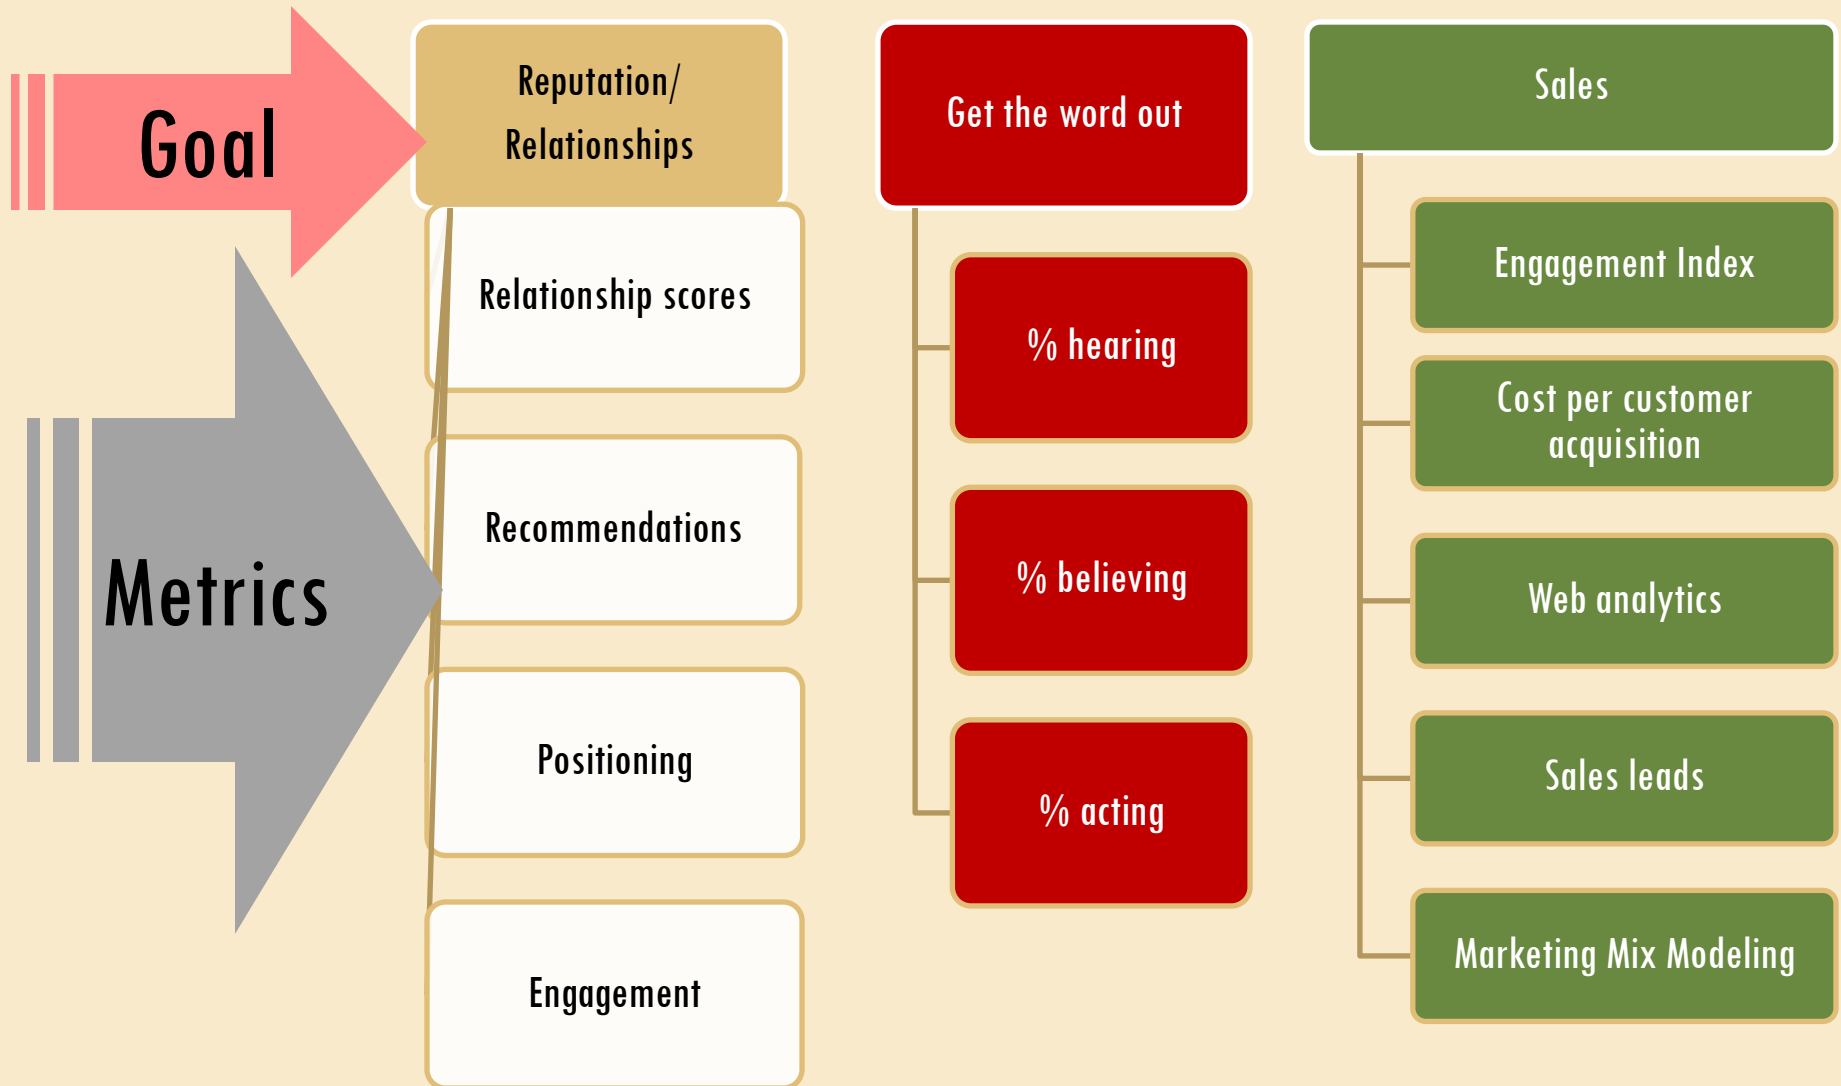 Goal
Reputation/
Relationships
Get the word out
Sales
Metrics
Relationship scores
Recommendations
Positioning
Engagement
% hearing
% believing
% acting
Engagement Index
Cost per customer
acquisition
Web analytics
Sales leads
Marketing Mix Modeling